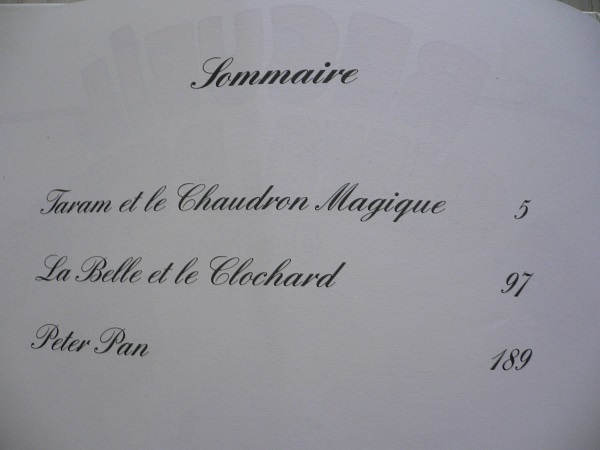 Sommaire
Taram et le Chaudron Magique 5
La Belle et le Clochard 97
Peter Pan 189